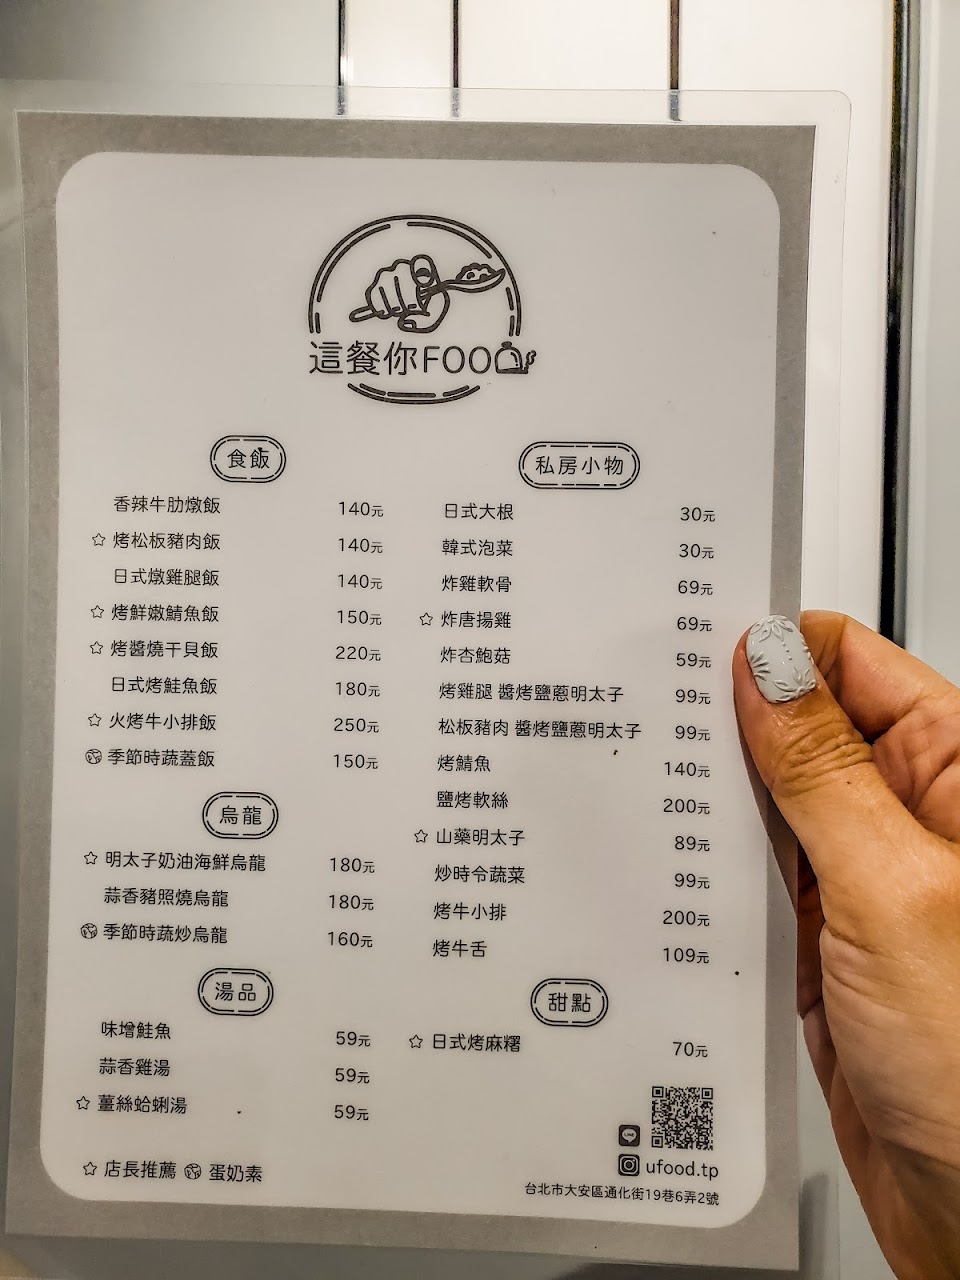 這餐你FOOD
食飯
香辣牛肋燉飯 140元
☆ 烤松板豬肉飯 140元
日式燉雞腿飯 140元
☆ 烤鮮嫩鯖魚飯 150元
☆ 烤醬燒干貝飯 220元
日式烤鮭魚飯 180元
☆ 火烤牛小排飯 250元
季節時蔬蓋飯 150元
烏龍
☆ 明太子奶油海鮮烏龍 180元
蒜香豬照燒烏龍 180元
季節時蔬炒烏龍 160元
湯品
味增鮭魚 59元
蒜香雞湯 59元
☆ 薑絲蛤蜊湯 59元
☆ 店長推薦 蛋奶素
私房小物
日式大根 30元
韓式泡菜 30元
炸雞軟骨 69元
☆ 炸唐揚雞 69元
炸杏鮑菇 59元
烤雞腿 醬烤鹽蔥明太子 99元
松板豬肉 醬烤鹽蔥明太子 99元
烤鯖魚 140元
鹽烤軟絲 200元
☆ 山藥明太子 89元
炒時令蔬菜 99元
烤牛小排 200元
烤牛舌 109元
甜點
☆ 日式烤麻糬 70元
LINE
ufood.tp
台北市大安區通化街19巷6弄2號